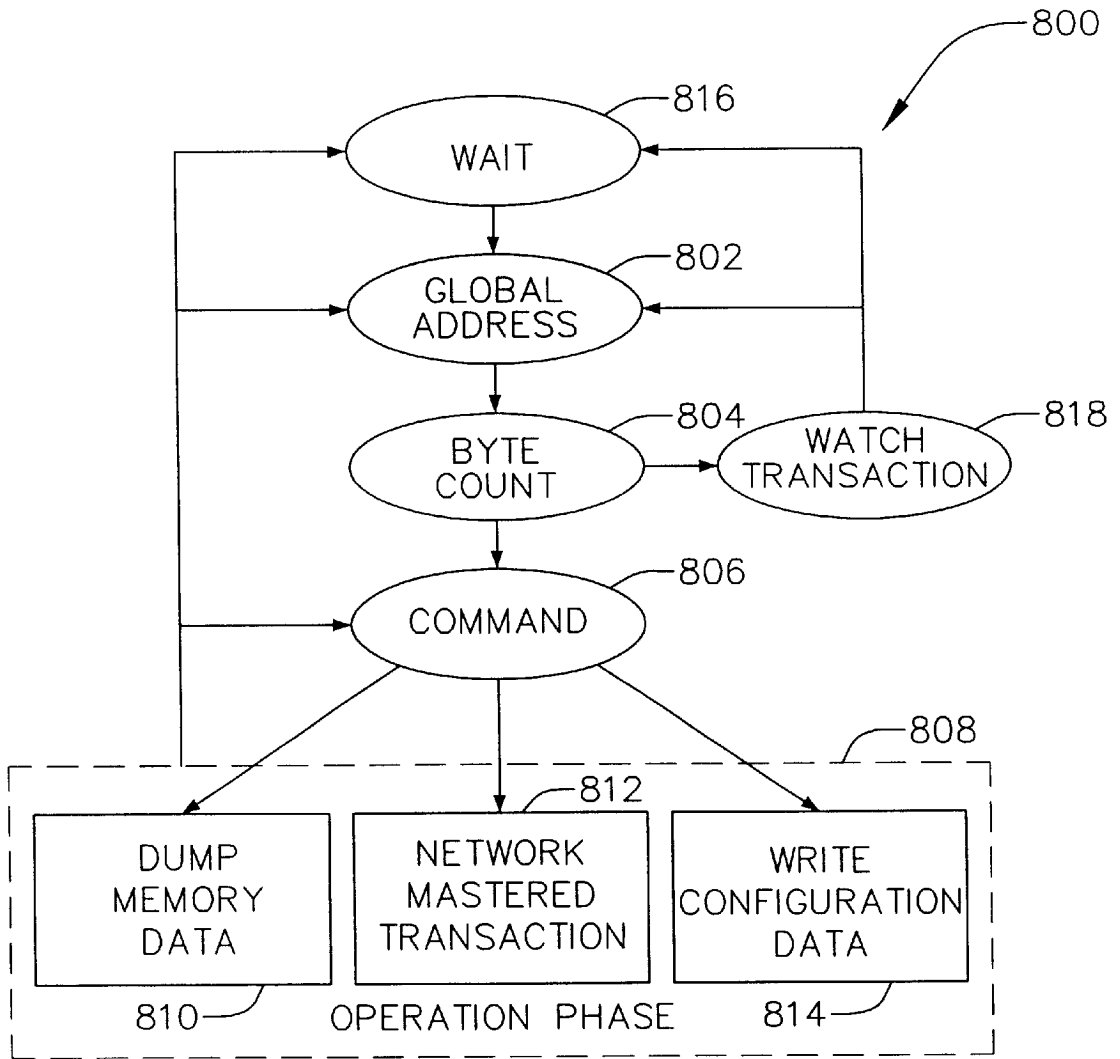 800
816
WAIT
802
GLOBAL
ADDRESS
804
BYTE
COUNT
818
WATCH
TRANSACTION
806
COMMAND
808
812
DUMP
MEMORY
DATA
NETWORK
MASTERED
TRANSACTION
WRITE
CONFIGURATION
DATA
810
OPERATION PHASE
814